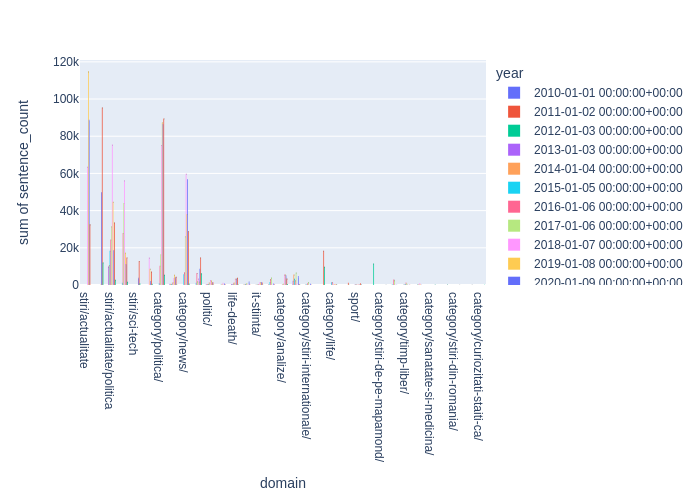 120k
100k
80k
60k
40k
20k
0
sum of sentence_count
stiri/actualitate
stiri/actualitate/politica
stiri/sci-tech
category/politica/
category/news/
politic/
life-death/
it-stiinta/
category/analize/
category/stiri-internationale/
category/life/
sport/
category/stiri-de-pe-mapamond/
category/timp-liber/
category/sanatate-si-medicina/
category/stiri-din-romania/
category/curiozitati-staiti-ca/
domain
year
2010-01-01 00:00:00+00:00
2011-01-02 00:00:00+00:00
2012-01-03 00:00:00+00:00
2013-01-03 00:00:00+00:00
2014-01-04 00:00:00+00:00
2015-01-05 00:00:00+00:00
2016-01-06 00:00:00+00:00
2017-01-06 00:00:00+00:00
2018-01-07 00:00:00+00:00
2019-01-08 00:00:00+00:00
2020-01-09 00:00:00+00:00